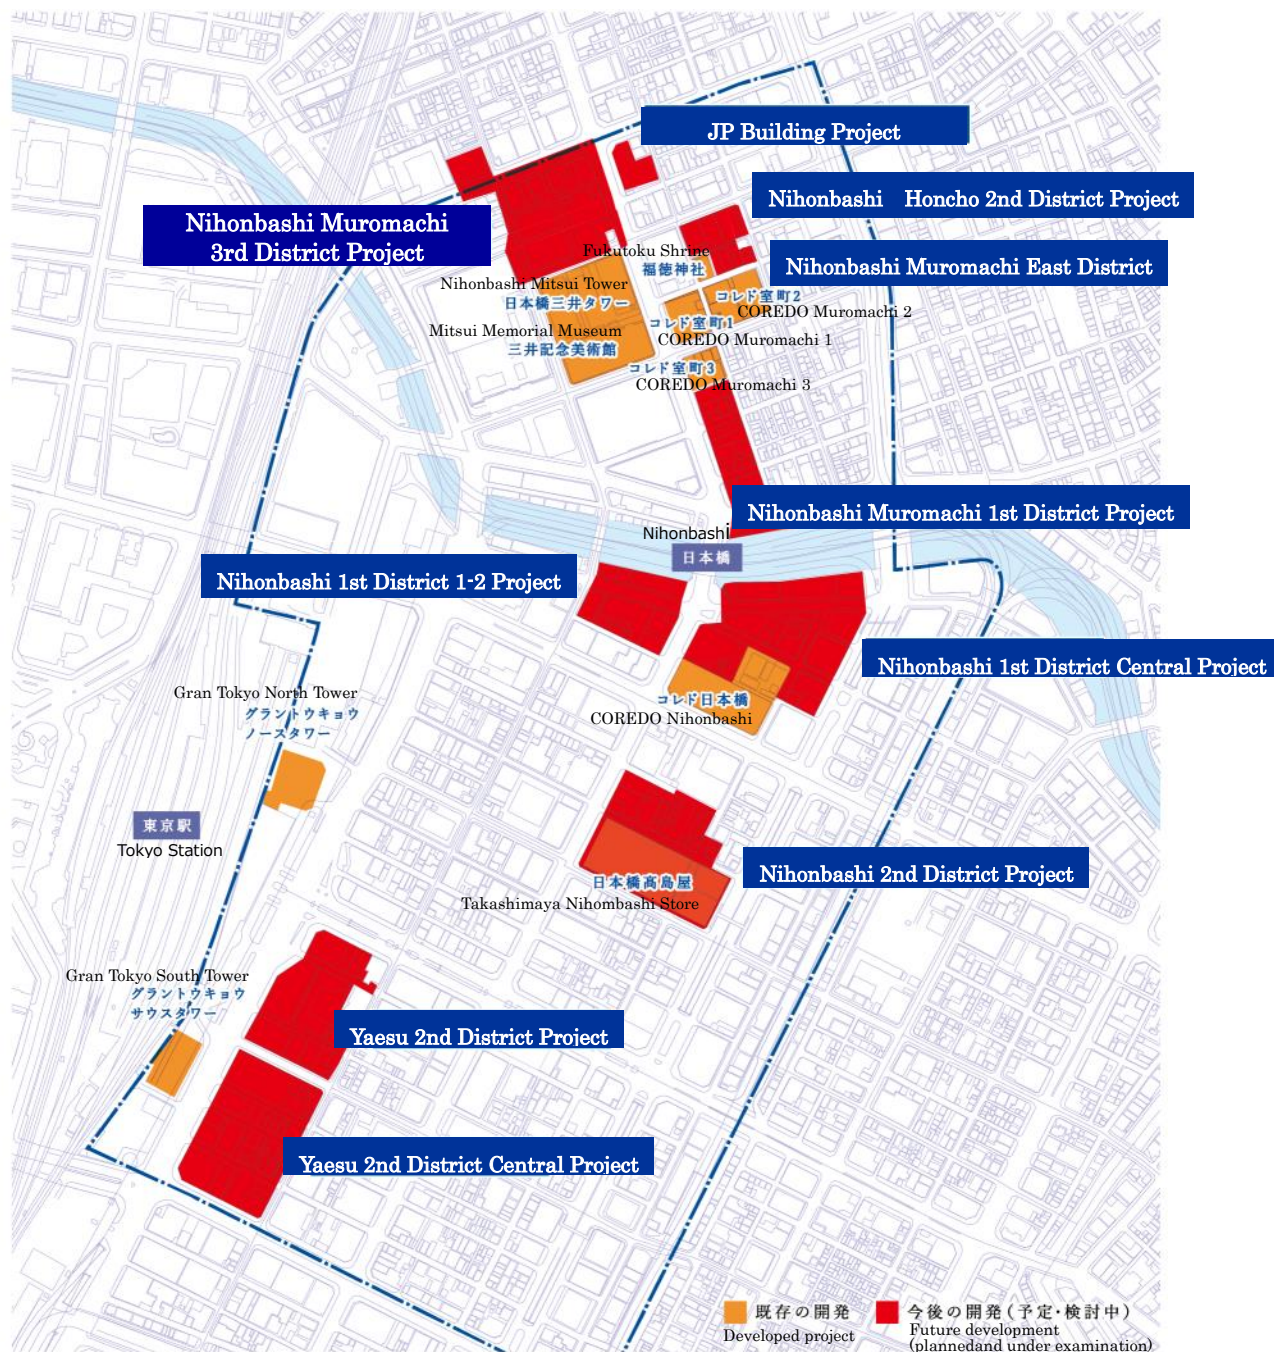 JP Building Project
Nihonbashi Honcho 2nd District Project
Nihonbashi Muromachi
3rd District Project
Fukutoku Shrine
福徳神社
Nihonbashi Muromachi East District
Nihonbashi Mitsui Tower
日本橋三井タワー
コレド室町2
COREDO Muromachi 2
Mitsui Memorial Museum
三井記念美術館
コレド室町1
COREDO Muromachi 1
コレド室町3
COREDO Muromachi 3
Nihonbashi Muromachi 1st District Project
Nihonbashi
日本橋
Nihonbashi 1st District 1-2 Project
Nihonbashi 1st District Central Project
Gran Tokyo North Tower
グラントウキョウ
ノースタワー
コレド日本橋
COREDO Nihonbashi
東京駅
Tokyo Station
Nihonbashi 2nd District Project
日本橋髙島屋
Takashimaya Nihombashi Store
Gran Tokyo South Tower
グラントウキョウ
サウスタワー
Yaesu 2nd District Project
Yaesu 2nd District Central Project
既存の開発
Developed project
今後の開発(予定・検討中)
Future development
(plannedand under examination)